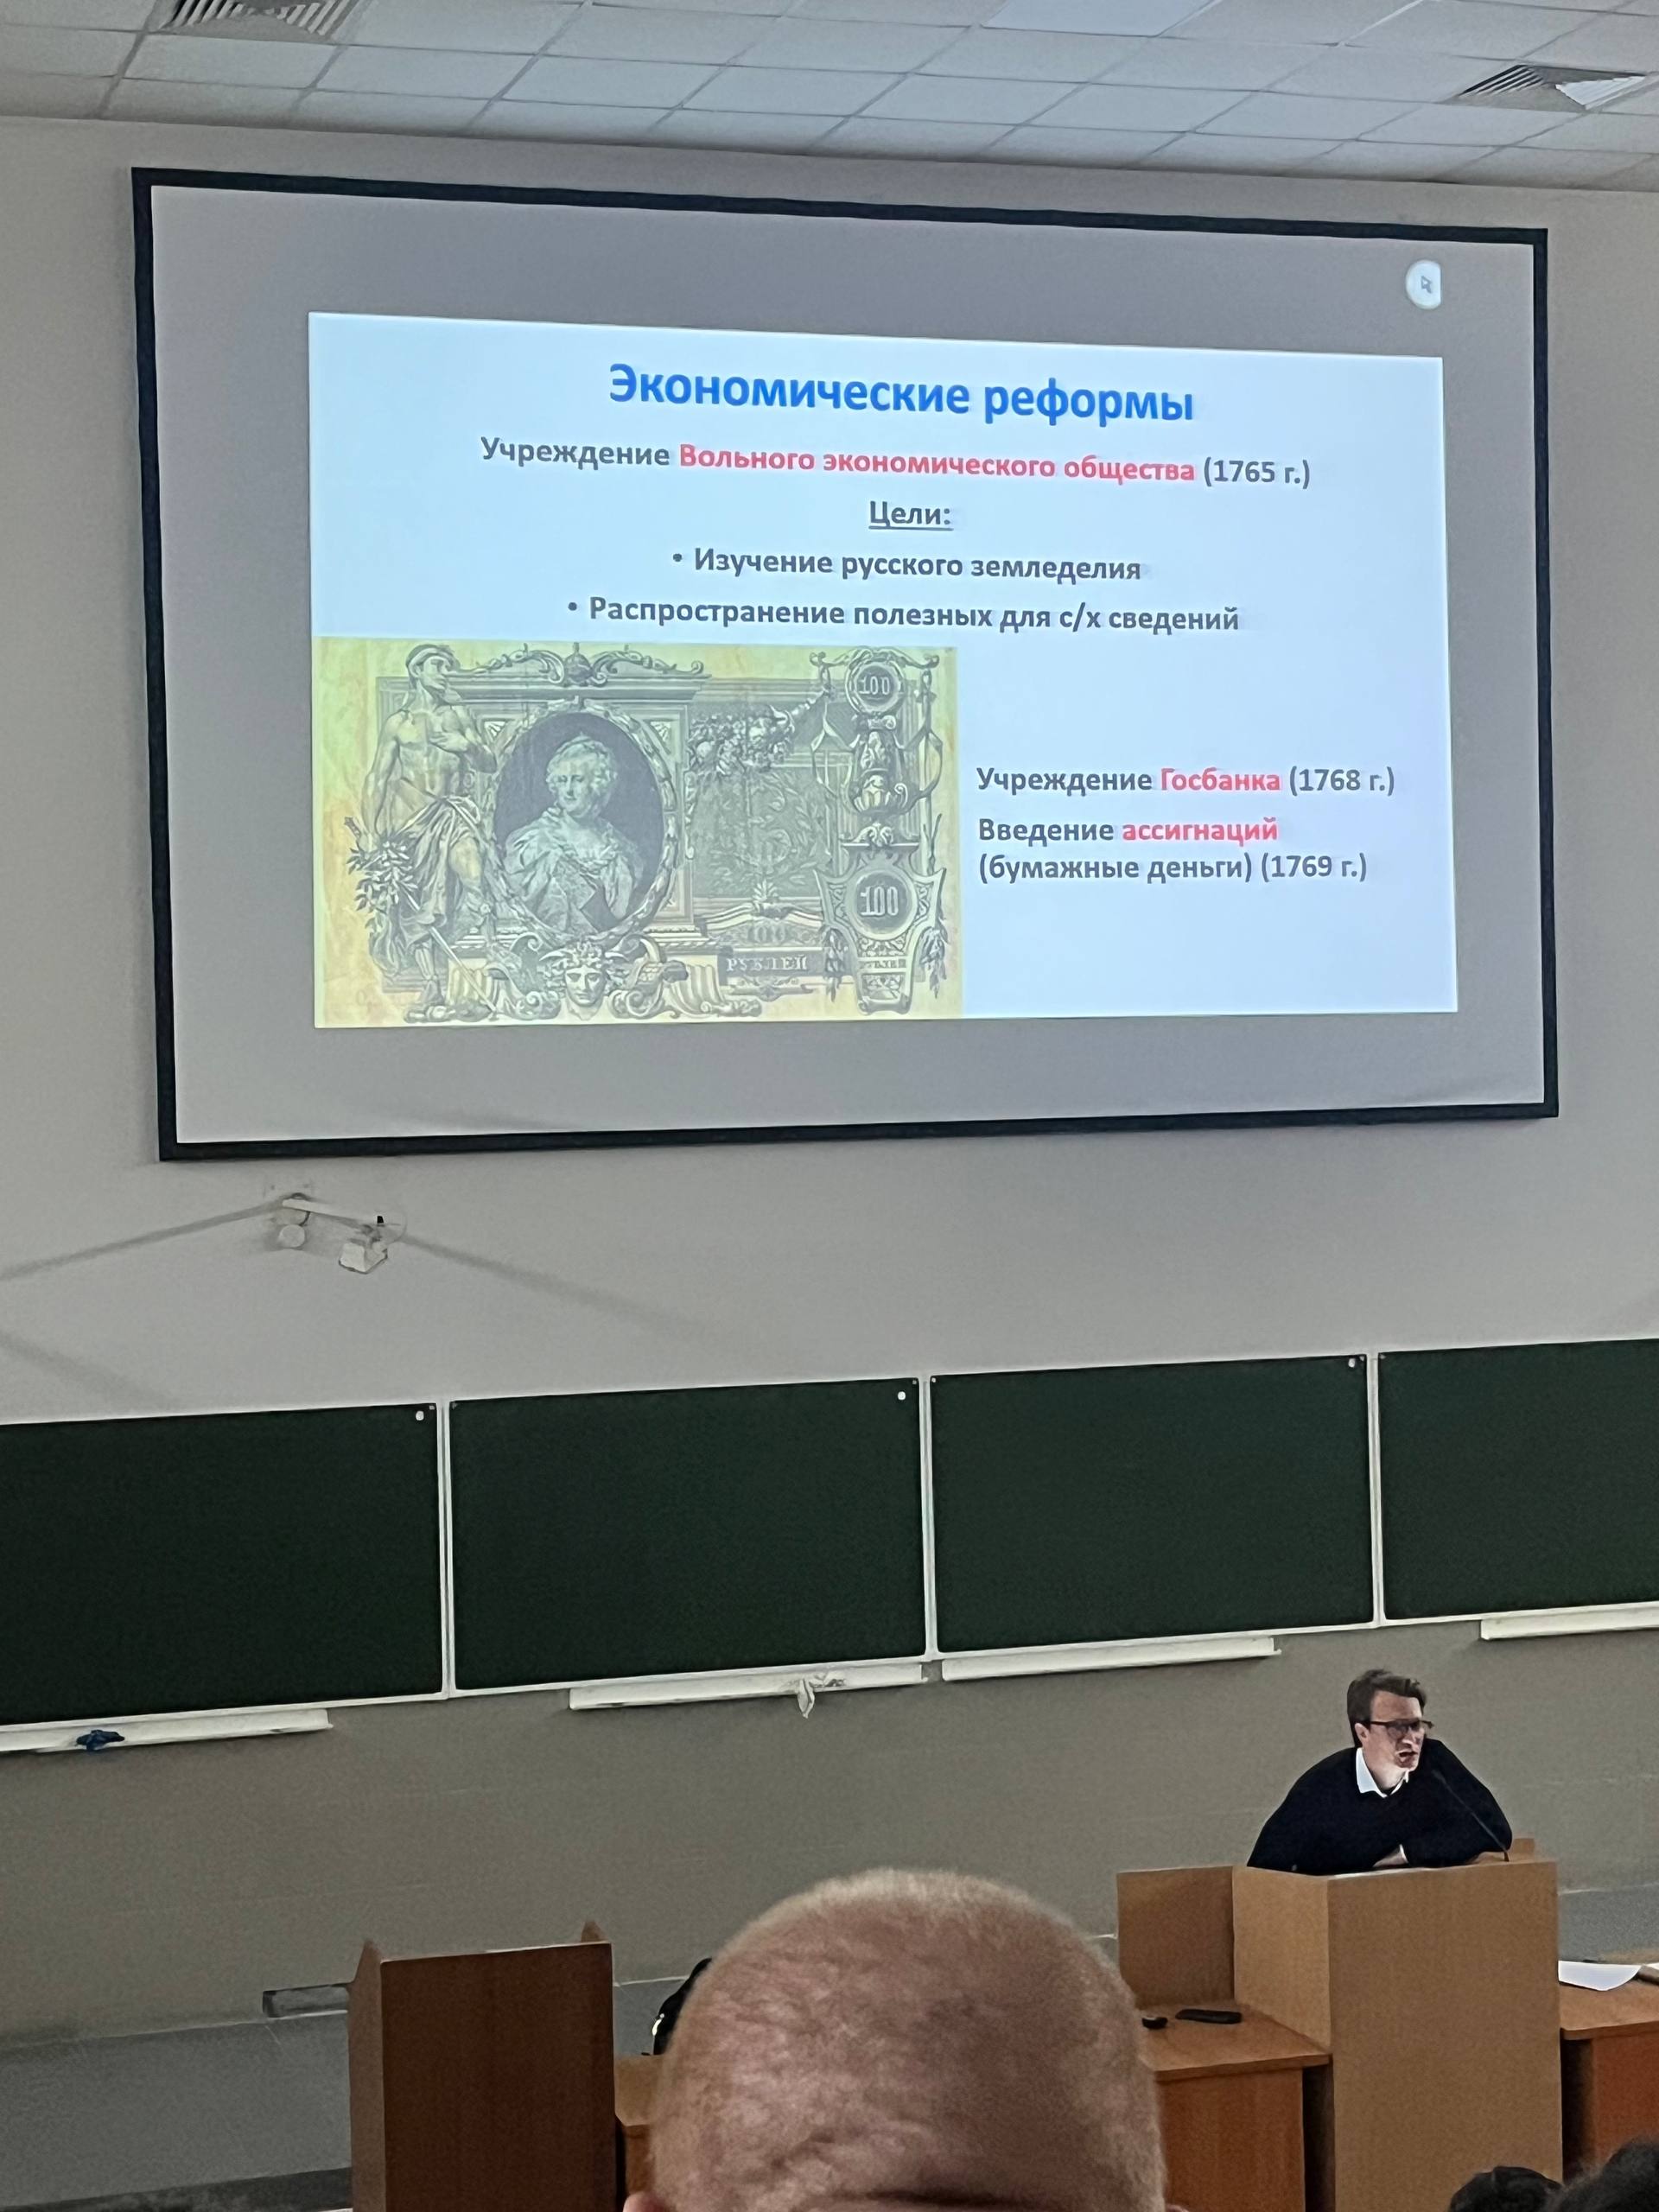 Экономические реформы
Учреждение Вольного экономического общества (1765 г.)
Цели:
• Изучение русского земледелия
• Распространение полезных для с/х сведений
100
100
100
РУБЛЕЙ
РУБЛЕЙ
Учреждение Госбанка (1768 г.)
Введение ассигнаций
(бумажные деньги) (1769 г.)